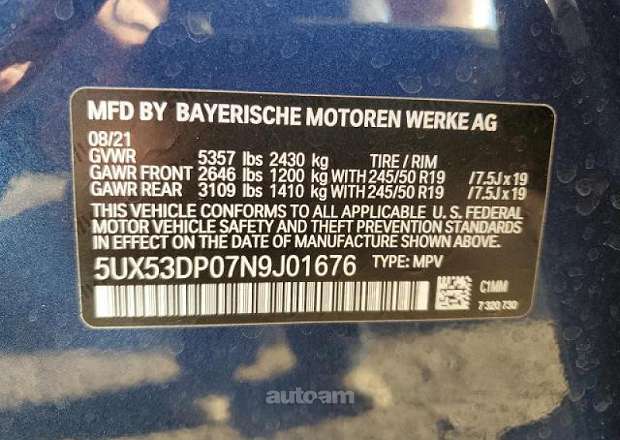 MFD BY BAYERISCHE MOTOREN WERKE AG
08/21
GVWR 5357 lbs 2430 kg TIRE / RIM
GAWR FRONT 2646 lbs 1200 kg WITH 245/50 R19 /7.5J x 19
GAWR REAR 3109 lbs 1410 kg WITH 245/50 R19 /7.5J x 19
THIS VEHICLE CONFORMS TO ALL APPLICABLE U. S. FEDERAL
MOTOR VEHICLE SAFETY AND THEFT PREVENTION STANDARDS
IN EFFECT ON THE DATE OF MANUFACTURE SHOWN ABOVE.
5UX53DP07N9J01676 TYPE: MPV
C1MM
7 320 730
autoam